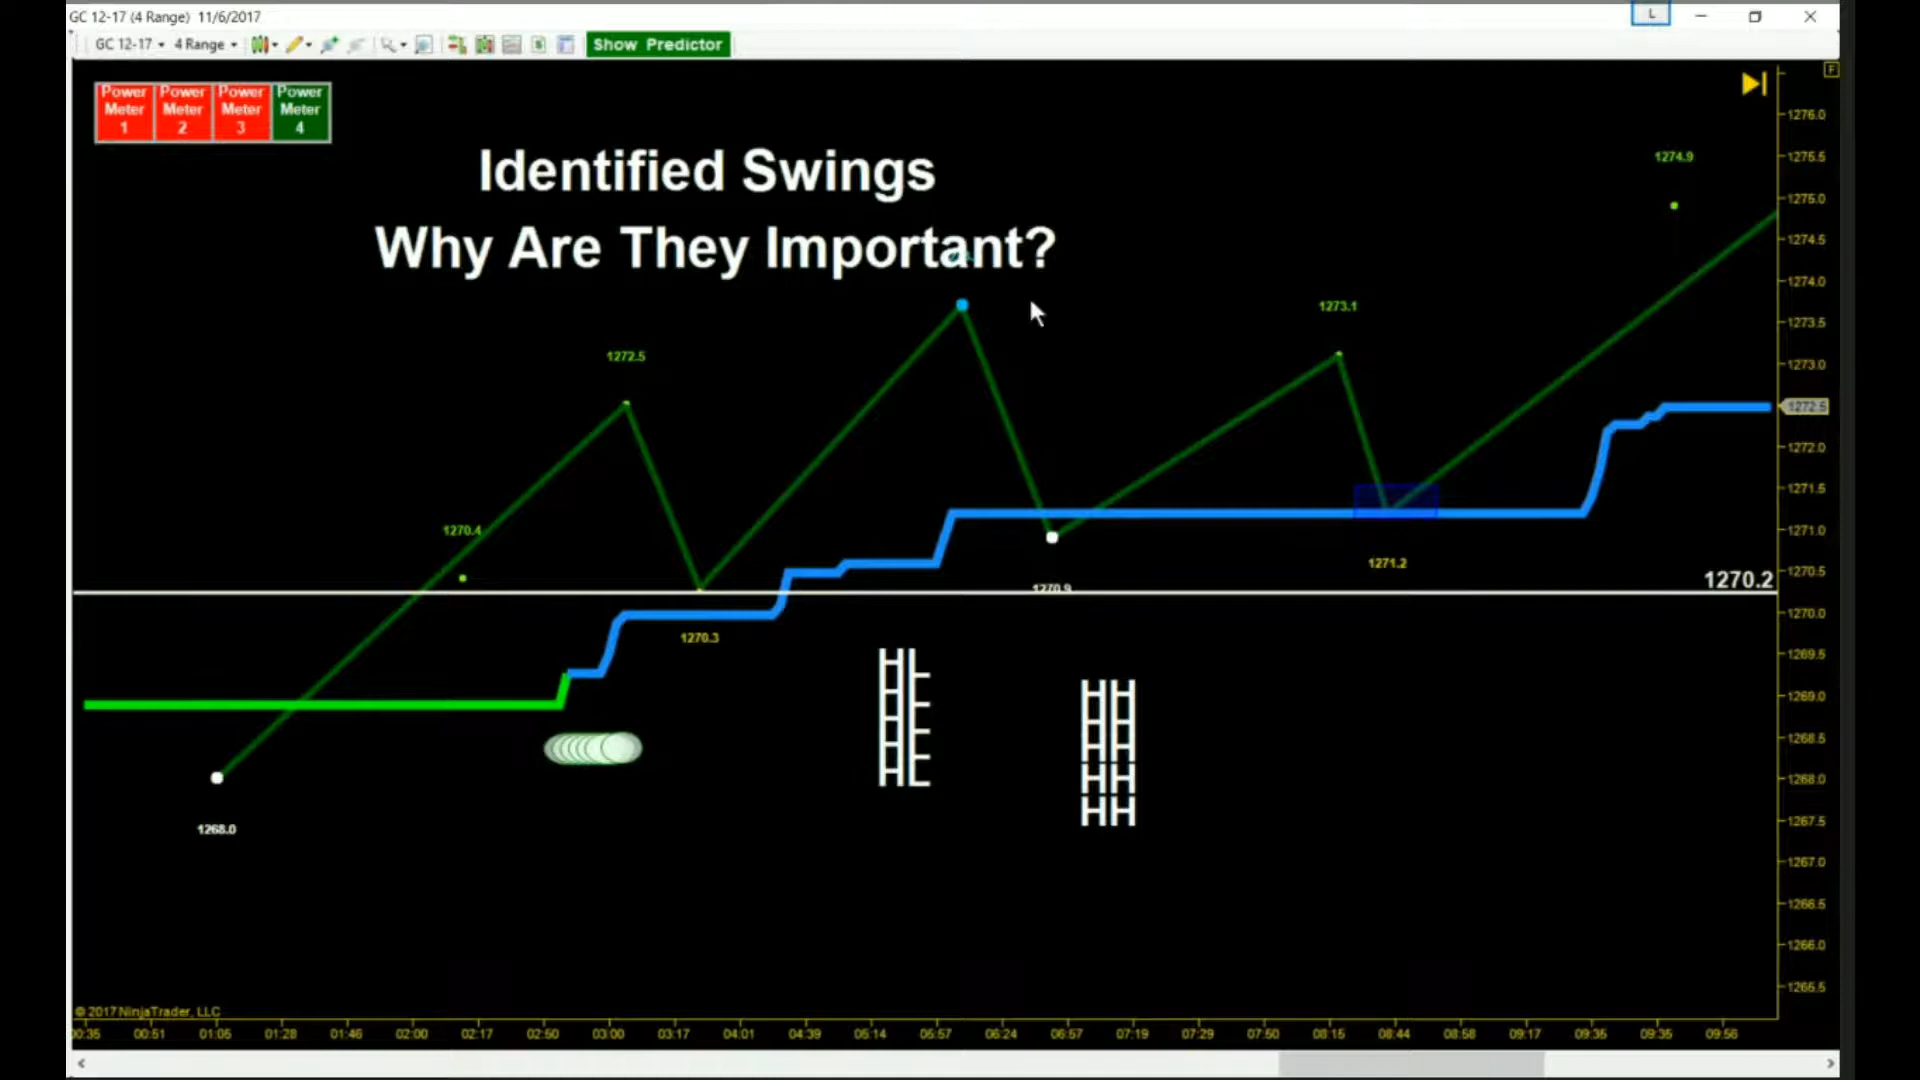 GC 12-17 (4 Range) 11/6/2017
L
GC 12-17 4 Range Show Predictor
F
Power Meter 1
Power Meter 2
Power Meter 3
Power Meter 4
Identified Swings
Why Are They Important?
1274.9
1273.1
1272.5
1270.4
1271.2
1270.9
1270.2
1270.3
1268.0
HL
HL
HL
HL
HL
HH
HH
HH
HH
HH
1276.0
1275.5
1275.0
1274.5
1274.0
1273.5
1273.0
1272.5
1272.0
1271.5
1271.0
1270.5
1270.0
1269.5
1269.0
1268.5
1268.0
1267.5
1267.0
1266.5
1266.0
1265.5
© 2017 NinjaTrader, LLC
00:35 00:51 01:05 01:28 01:46 02:00 02:17 02:50 03:00 03:17 04:01 04:39 05:14 05:57 06:24 06:57 07:19 07:29 07:50 08:15 08:44 08:58 09:17 09:35 09:35 09:56